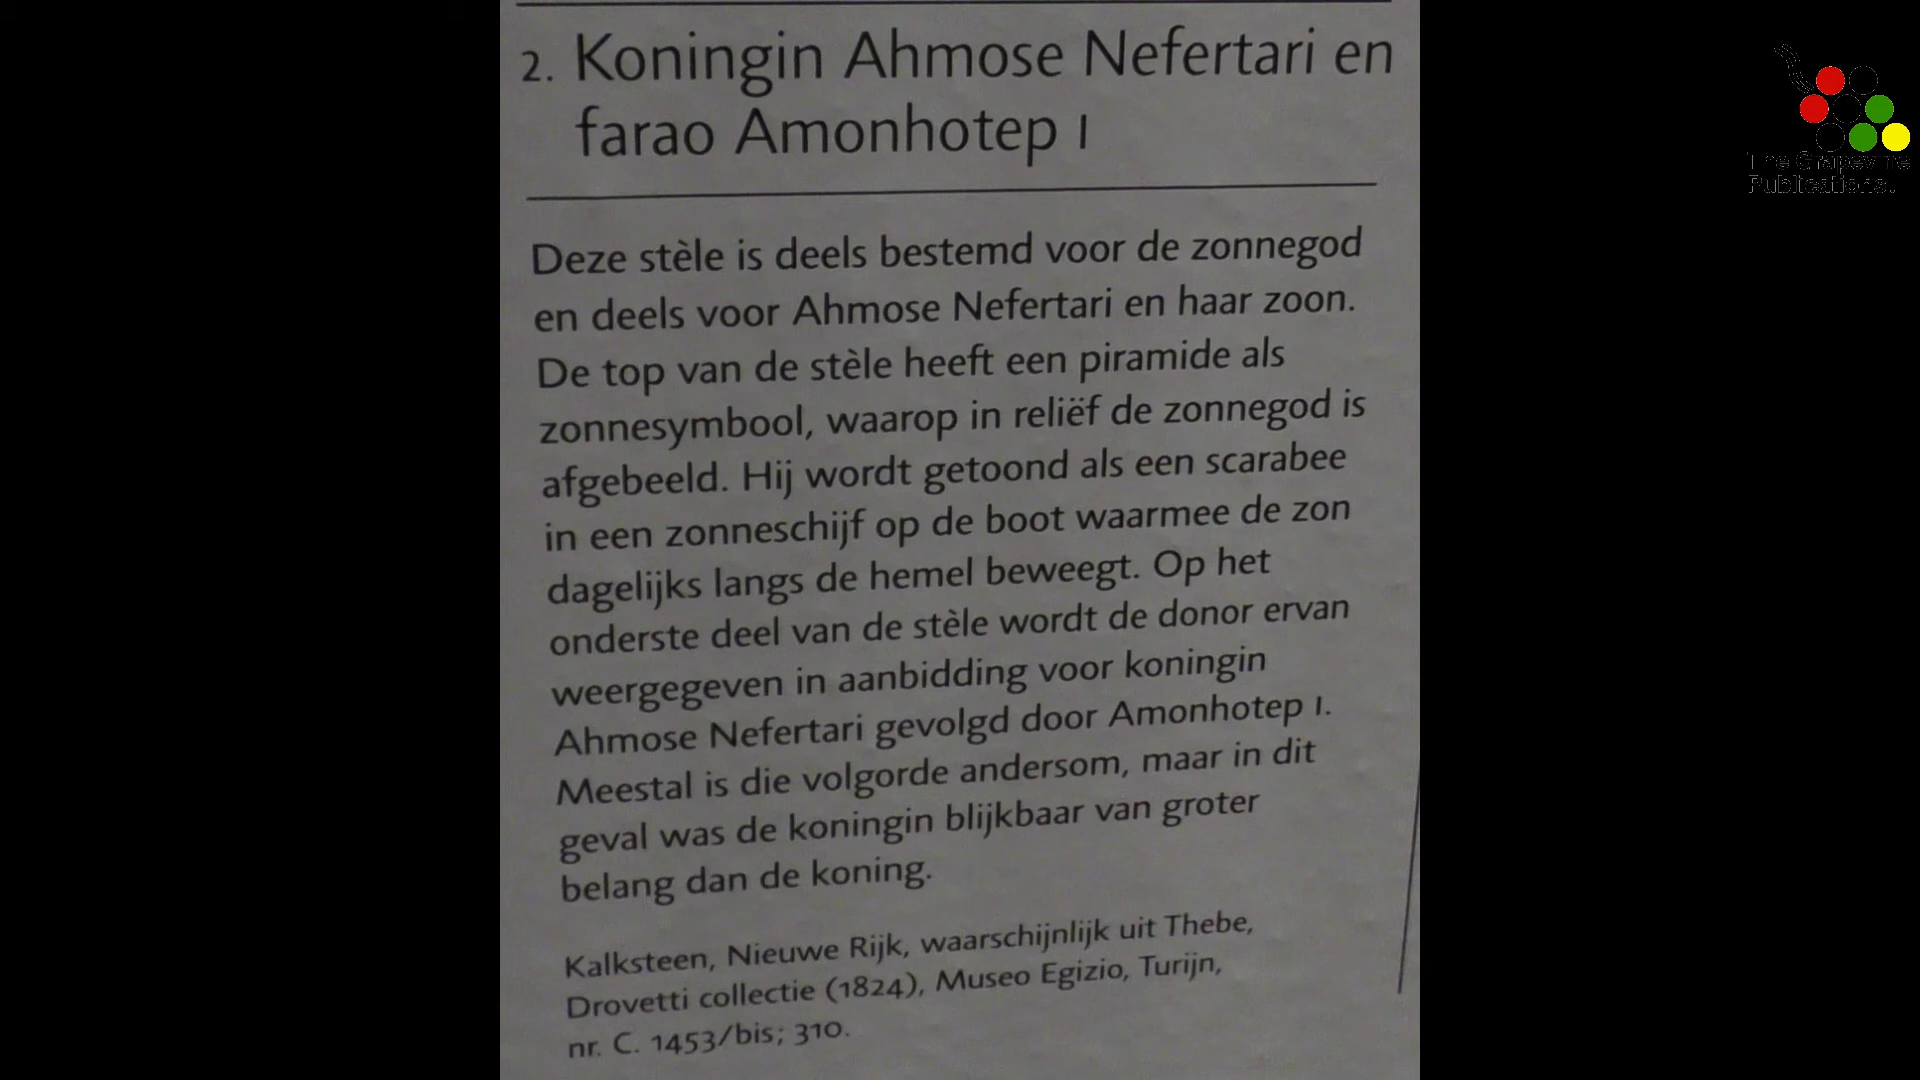 2. Koningin Ahmose Nefertari en
farao Amonhotep I
Deze stèle is deels bestemd voor de zonnegod
en deels voor Ahmose Nefertari en haar zoon.
De top van de stèle heeft een piramide als
zonnesymbool, waarop in reliëf de zonnegod is
afgebeeld. Hij wordt getoond als een scarabee
in een zonneschijf op de boot waarmee de zon
dagelijks langs de hemel beweegt. Op het
onderste deel van de stèle wordt de donor ervan
weergegeven in aanbidding voor koningin
Ahmose Nefertari gevolgd door Amonhotep I.
Meestal is die volgorde andersom, maar in dit
geval was de koningin blijkbaar van groter
belang dan de koning.
Kalksteen, Nieuwe Rijk, waarschijnlijk uit Thebe,
Drovetti collectie (1824), Museo Egizio, Turijn,
nr. C. 1453/bis; 310.
The Grapevine
Publications.